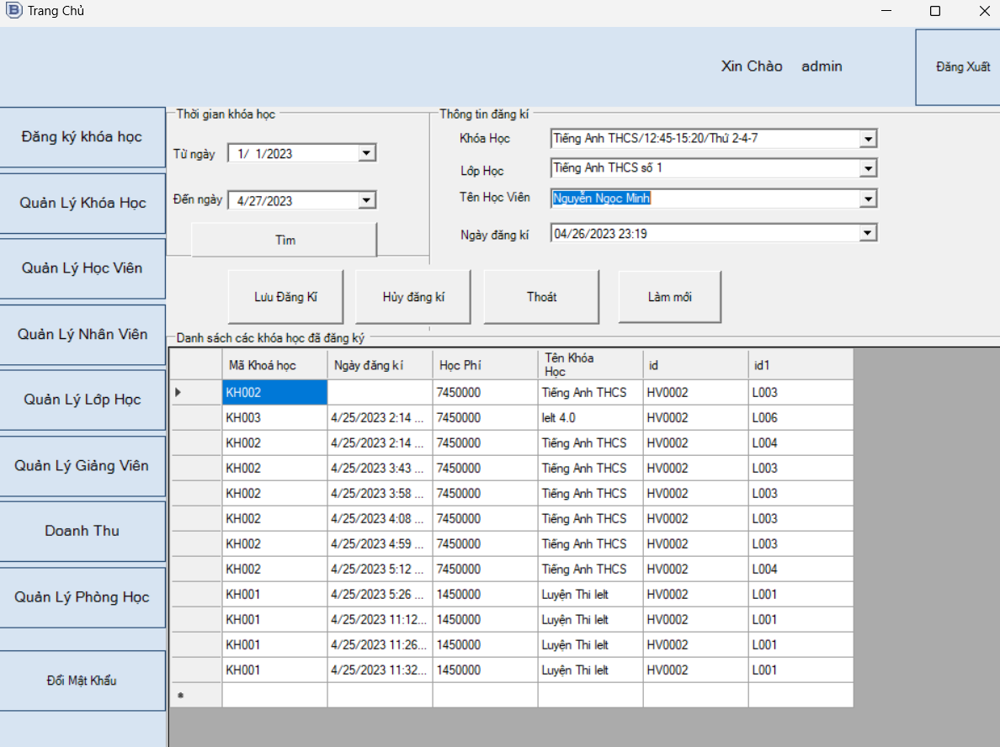 B Trang Chủ
Xin Chào admin
Đăng Xuất
Đăng ký khóa học
Quản Lý Khóa Học
Quản Lý Học Viên
Quản Lý Nhân Viên
Quản Lý Lớp Học
Quản Lý Giảng Viên
Doanh Thu
Quản Lý Phòng Học
Đổi Mật Khẩu
Thời gian khóa học
Từ ngày 1/ 1/2023
Đến ngày 4/27/2023
Tìm
Thông tin đăng kí
Khóa Học Tiếng Anh THCS/12:45-15:20/Thứ 2-4-7
Lớp Học Tiếng Anh THCS số 1
Tên Học Viên Nguyễn Ngọc Minh
Ngày đăng kí 04/26/2023 23:19
Lưu Đăng Kĩ Hủy đăng kí Thoát Làm mới
Danh sách các khóa học đã đăng ký
Mã Khoá học Ngày đăng kí Học Phí Tên Khóa Học id id1
KH002 7450000 Tiếng Anh THCS HV0002 L003
KH003 4/25/2023 2:14 ... 7450000 Ielt 4.0 HV0002 L006
KH002 4/25/2023 2:14 ... 7450000 Tiếng Anh THCS HV0002 L004
KH002 4/25/2023 3:43 ... 7450000 Tiếng Anh THCS HV0002 L003
KH002 4/25/2023 3:58 ... 7450000 Tiếng Anh THCS HV0002 L003
KH002 4/25/2023 4:08 ... 7450000 Tiếng Anh THCS HV0002 L003
KH002 4/25/2023 4:59 ... 7450000 Tiếng Anh THCS HV0002 L003
KH002 4/25/2023 5:12 ... 7450000 Tiếng Anh THCS HV0002 L004
KH001 4/25/2023 5:26 ... 1450000 Luyện Thi Ielt HV0002 L001
KH001 4/25/2023 11:12... 1450000 Luyện Thi Ielt HV0002 L001
KH001 4/25/2023 11:26... 1450000 Luyện Thi Ielt HV0002 L001
KH001 4/25/2023 11:32... 1450000 Luyện Thi Ielt HV0002 L001